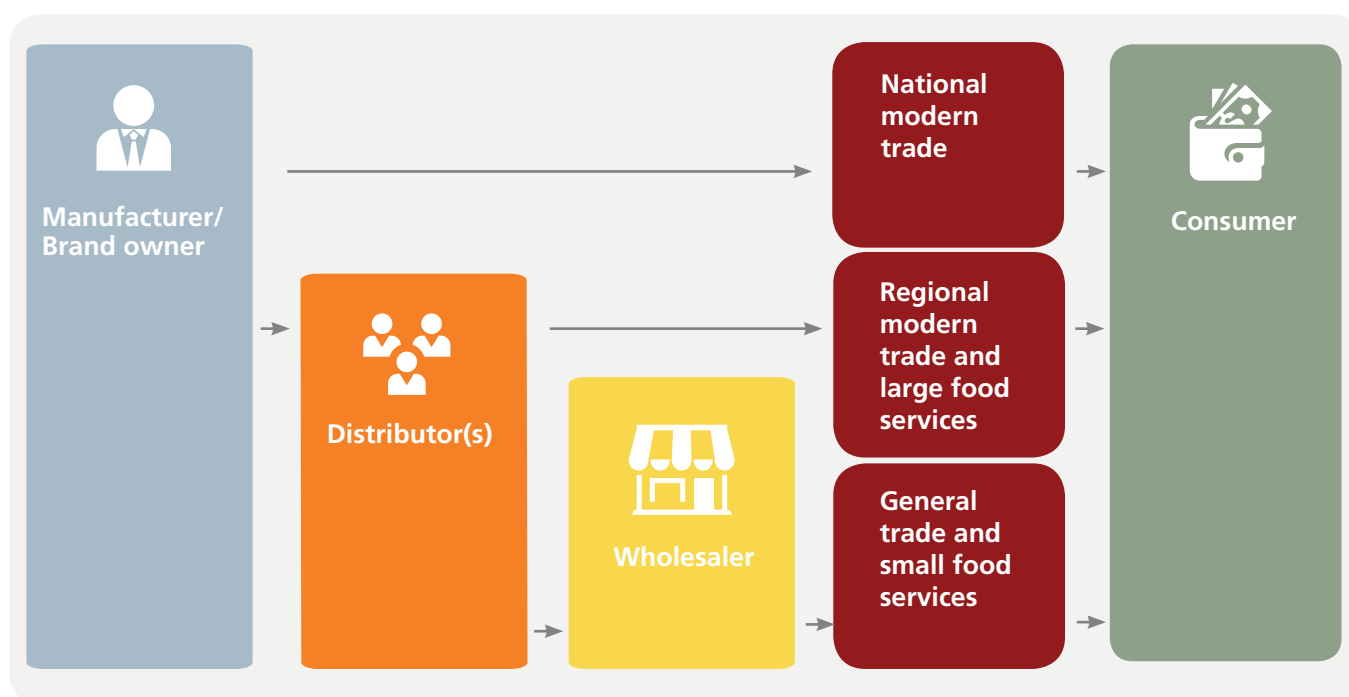 Manufacturer/
Brand owner
Distributor(s)
Wholesaler
National
modern
trade
Regional
modern
trade and
large food
services
General
trade and
small food
services
Consumer